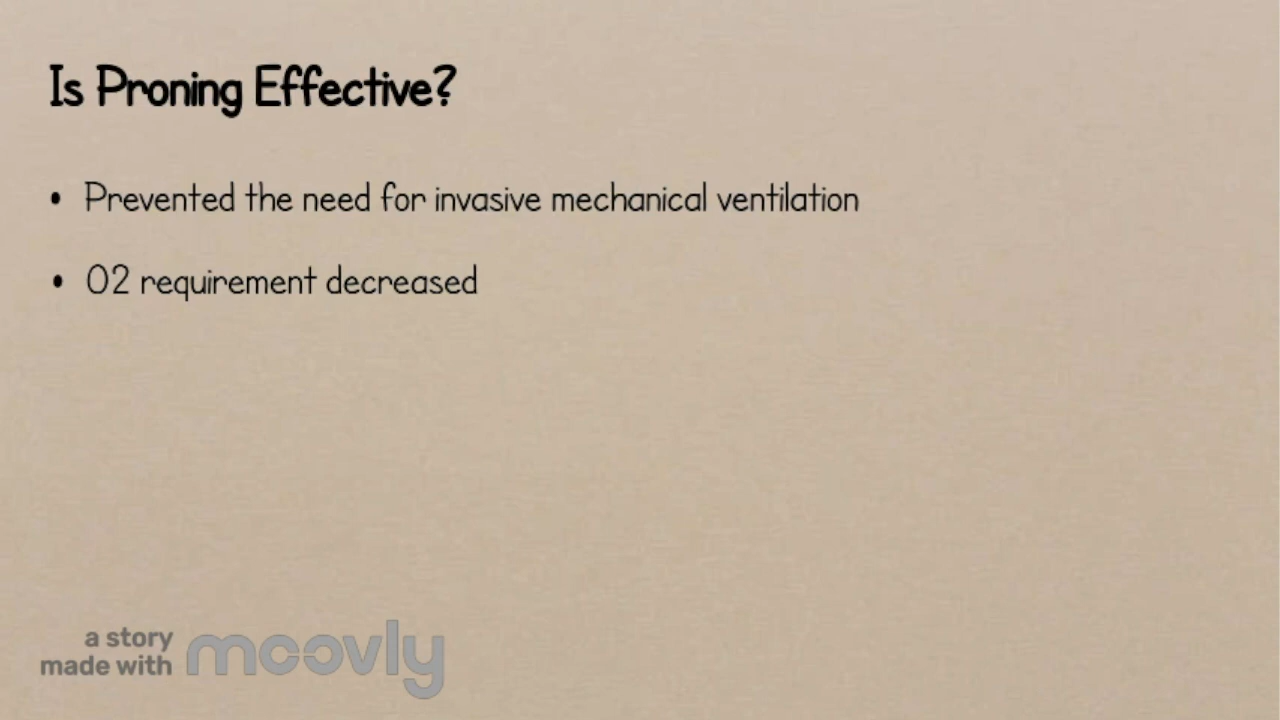 Is Proning Effective?
• Prevented the need for invasive mechanical ventilation
• O2 requirement decreased
a story
made with moovly